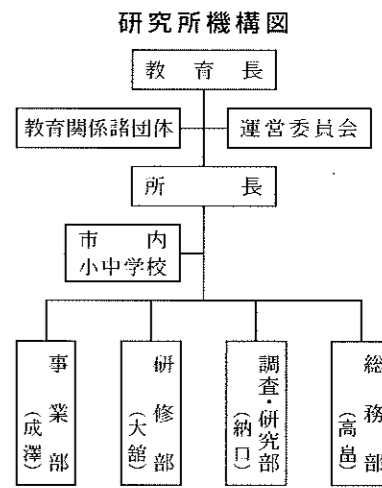 研究所機構図
教育長
教育関係諸団体
運営委員会
所長
市内
小中学校
総務部
(高畠)
調査・研究部
(納口)
研修部
(大舘)
事業部
(成澤)